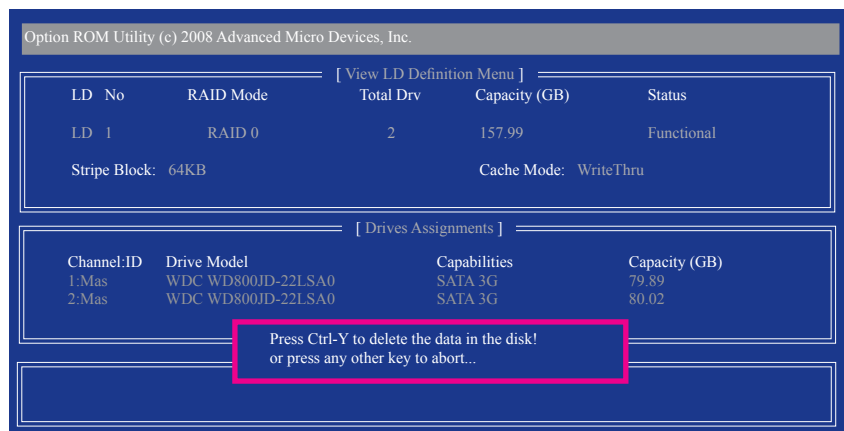 Option ROM Utility (c) 2008 Advanced Micro Devices, Inc.
[ View LD Definition Menu ]
LD No RAID Mode Total Drv Capacity (GB) Status
LD 1 RAID 0 2 157.99 Functional
Stripe Block: 64KB Cache Mode: WriteThru
[ Drives Assignments ]
Channel:ID Drive Model Capabilities Capacity (GB)
1:Mas WDC WD800JD-22LSA0 SATA 3G 79.89
2:Mas WDC WD800JD-22LSA0 SATA 3G 80.02
Press Ctrl-Y to delete the data in the disk!
or press any other key to abort...